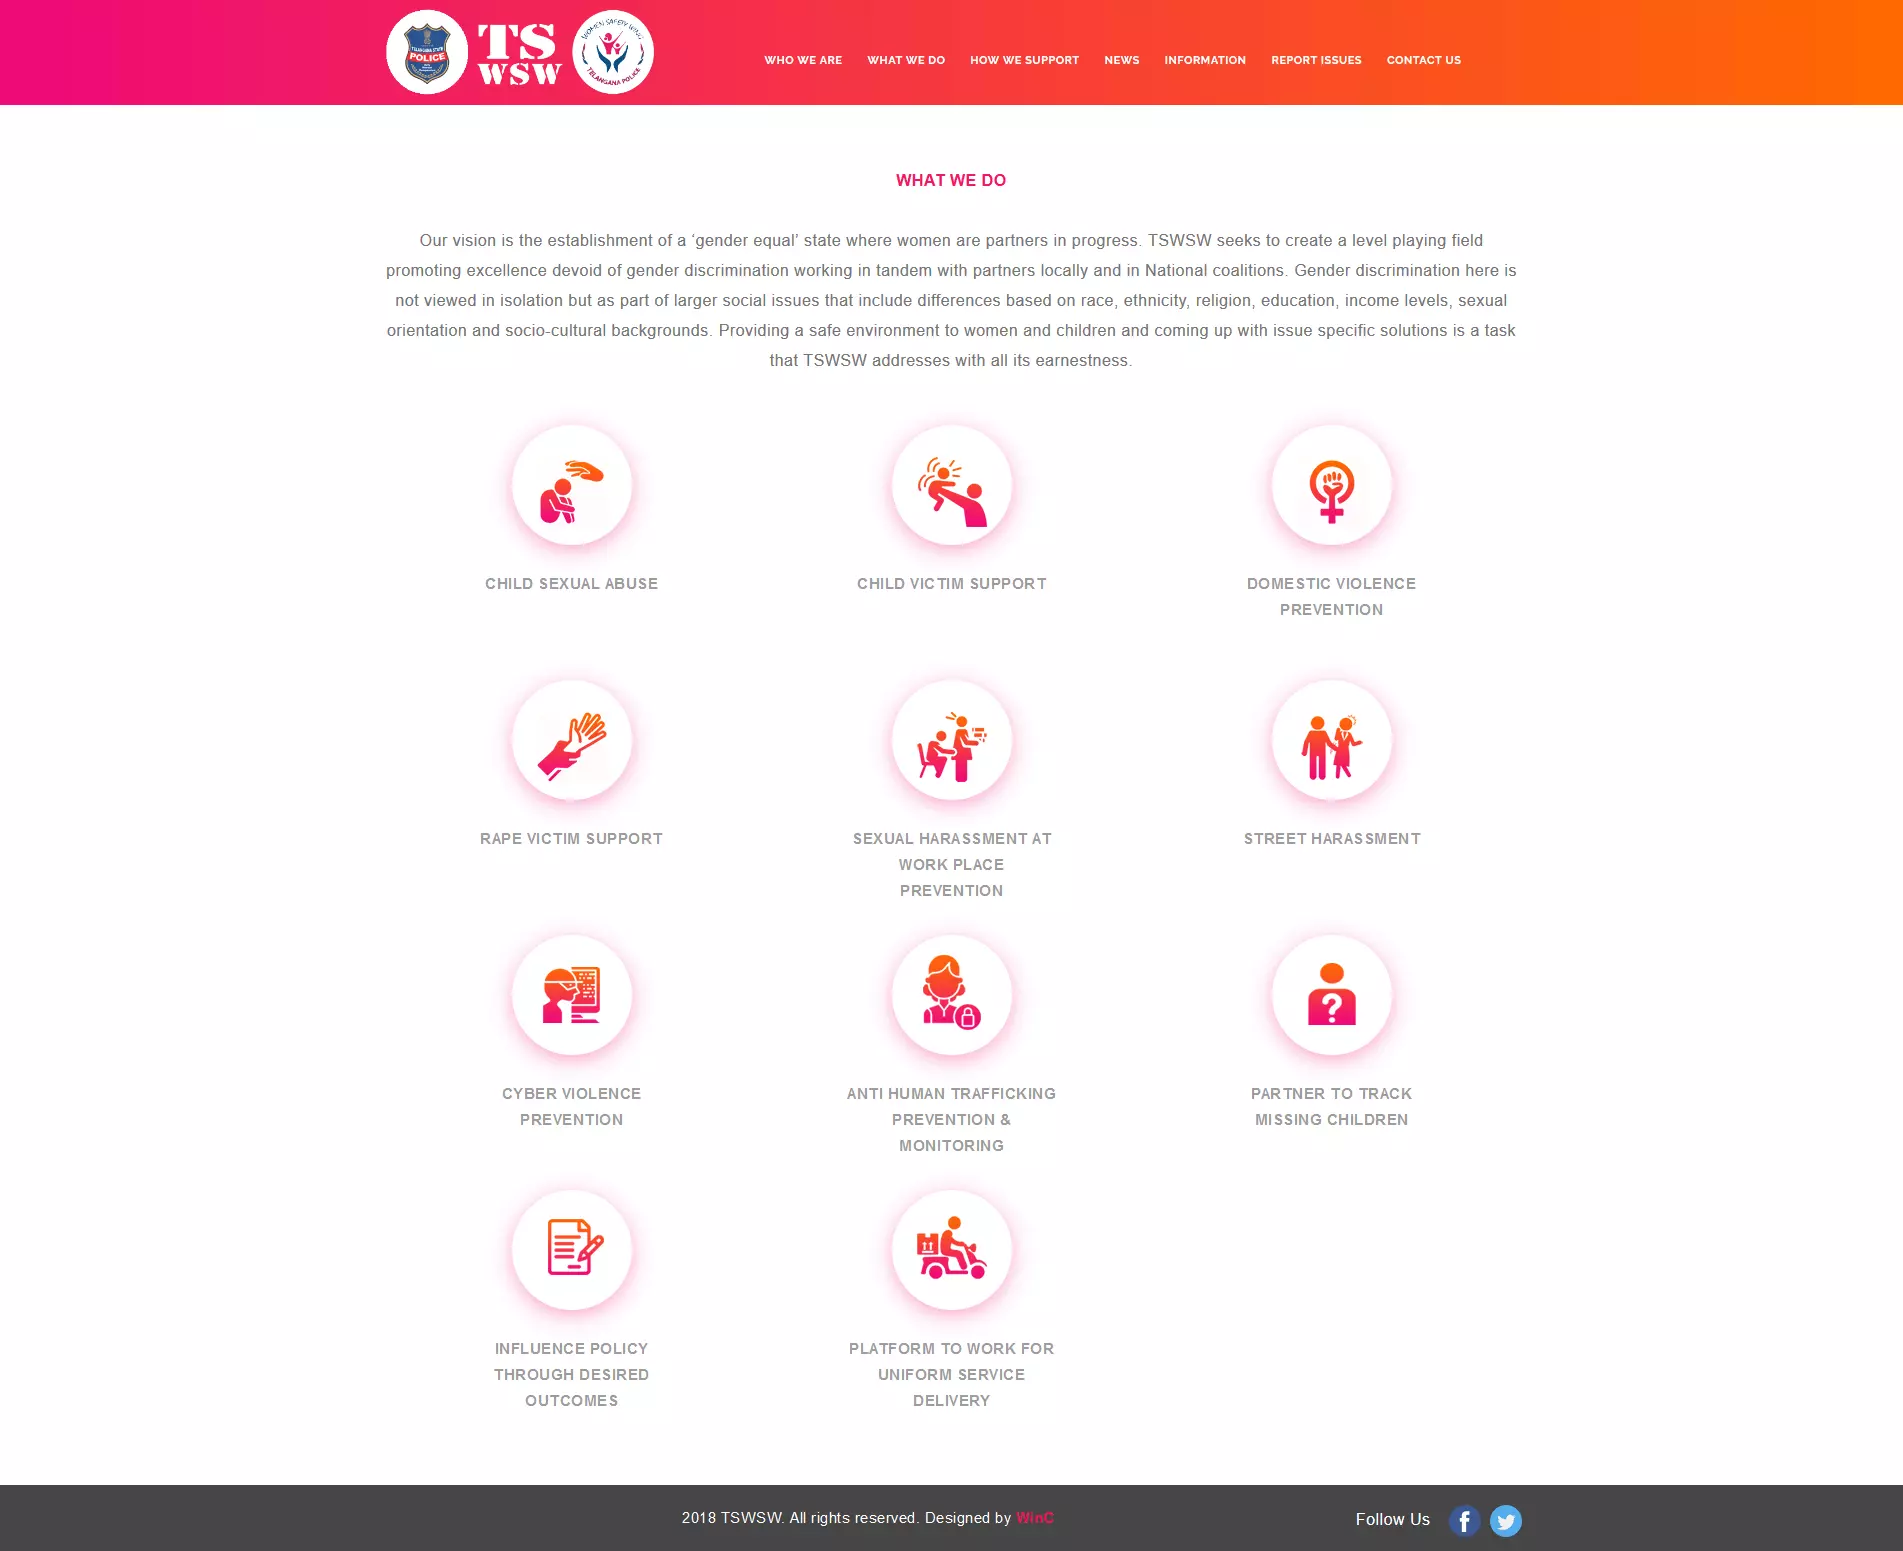 TELANGANA STATE
POLICE
TS
WSW
WOMEN SAFETY WING
TELANGANA POLICE
WHO WE ARE WHAT WE DO HOW WE SUPPORT NEWS INFORMATION REPORT ISSUES CONTACT US
WHAT WE DO
Our vision is the establishment of a ‘gender equal’ state where women are partners in progress. TSWSW seeks to create a level playing field
promoting excellence devoid of gender discrimination working in tandem with partners locally and in National coalitions. Gender discrimination here is
not viewed in isolation but as part of larger social issues that include differences based on race, ethnicity, religion, education, income levels, sexual
orientation and socio-cultural backgrounds. Providing a safe environment to women and children and coming up with issue specific solutions is a task
that TSWSW addresses with all its earnestness.
CHILD SEXUAL ABUSE
CHILD VICTIM SUPPORT
DOMESTIC VIOLENCE
PREVENTION
RAPE VICTIM SUPPORT
SEXUAL HARASSMENT AT
WORK PLACE
PREVENTION
STREET HARASSMENT
CYBER VIOLENCE
PREVENTION
ANTI HUMAN TRAFFICKING
PREVENTION &
MONITORING
PARTNER TO TRACK
MISSING CHILDREN
INFLUENCE POLICY
THROUGH DESIRED
OUTCOMES
PLATFORM TO WORK FOR
UNIFORM SERVICE
DELIVERY
2018 TSWSW. All rights reserved. Designed by WinC
Follow Us